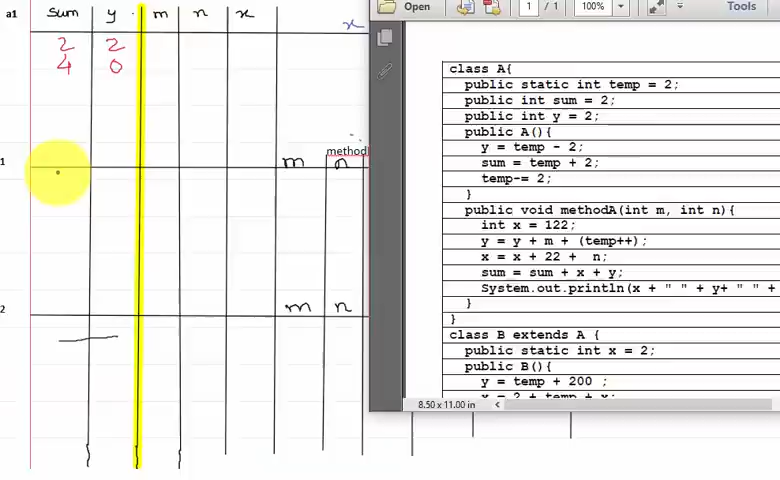 a1 sum y m n x x
2 2
4 0
1 m n
method
2 m n
Open 1 / 1 100% Tools
class A{
public static int temp = 2;
public int sum = 2;
public int y = 2;
public A(){
y = temp - 2;
sum = temp + 2;
temp-= 2;
}
public void methodA(int m, int n){
int x = 122;
y = y + m + (temp++);
x = x + 22 + n;
sum = sum + x + y;
System.out.println(x + " " + y+ " " +
}
}
class B extends A {
public static int x = 2;
public B(){
y = temp + 200 ;
x = 2 + temp + x;
8.50 x 11.00 in